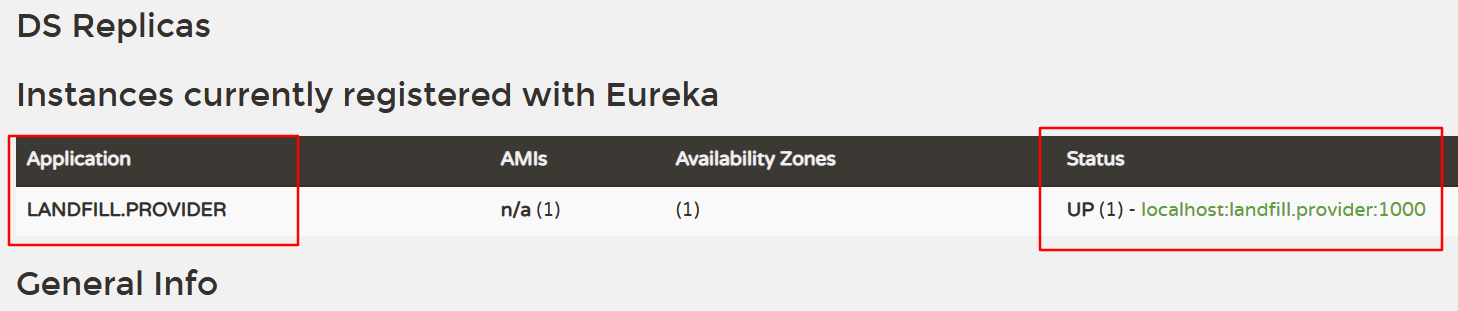 DS Replicas
Instances currently registered with Eureka
Application AMIs Availability Zones Status
LANDFILL.PROVIDER n/a (1) (1) UP (1) - localhost:landfill.provider:1000
General Info